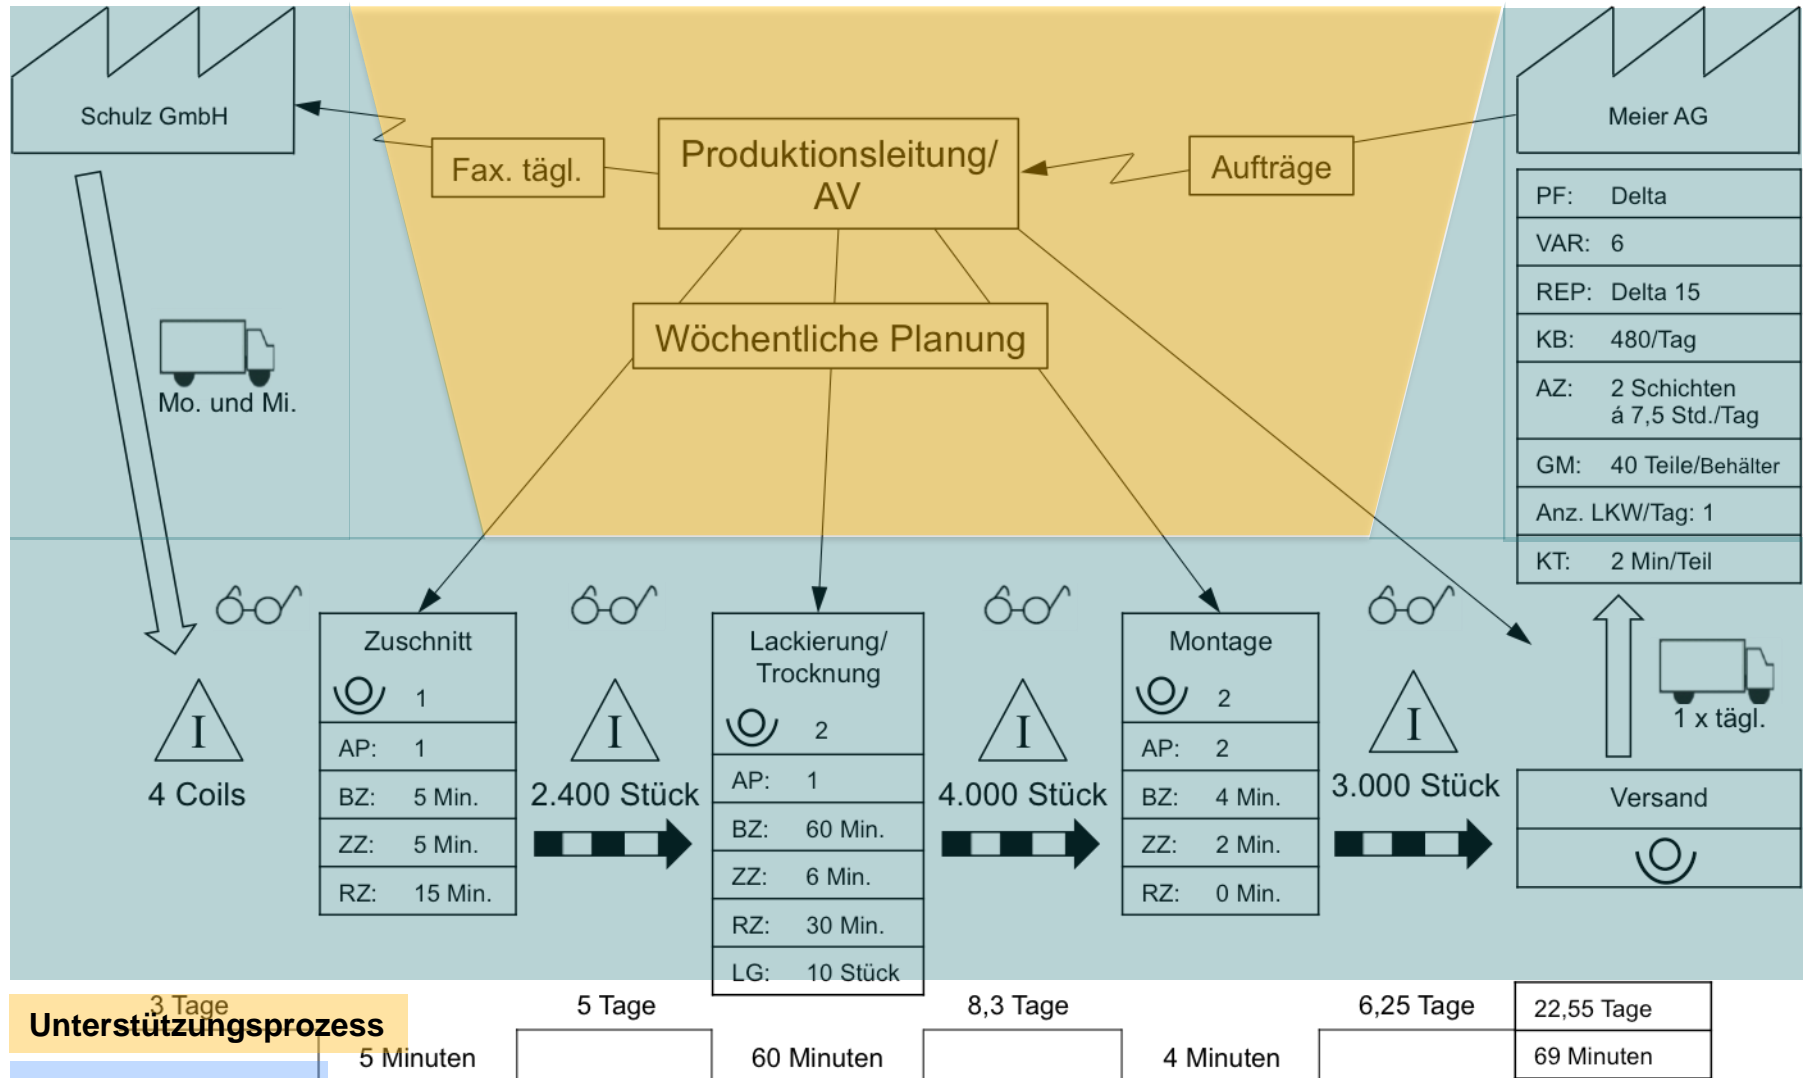 Schulz GmbH
Fax. tägl.
Produktionsleitung/
AV
Aufträge
Meier AG
Wöchentliche Planung
Mo. und Mi.
PF: Delta
VAR: 6
REP: Delta 15
KB: 480/Tag
AZ: 2 Schichten
á 7,5 Std./Tag
GM: 40 Teile/Behälter
Anz. LKW/Tag: 1
KT: 2 Min/Teil
I
4 Coils
Zuschnitt
1
AP: 1
BZ: 5 Min.
ZZ: 5 Min.
RZ: 15 Min.
I
2.400 Stück
Lackierung/
Trocknung
2
AP: 1
BZ: 60 Min.
ZZ: 6 Min.
RZ: 30 Min.
LG: 10 Stück
I
4.000 Stück
Montage
2
AP: 2
BZ: 4 Min.
ZZ: 2 Min.
RZ: 0 Min.
I
3.000 Stück
1 x tägl.
Versand
3 Tage
5 Tage
8,3 Tage
6,25 Tage
22,55 Tage
Unterstützungsprozess
5 Minuten
60 Minuten
4 Minuten
69 Minuten